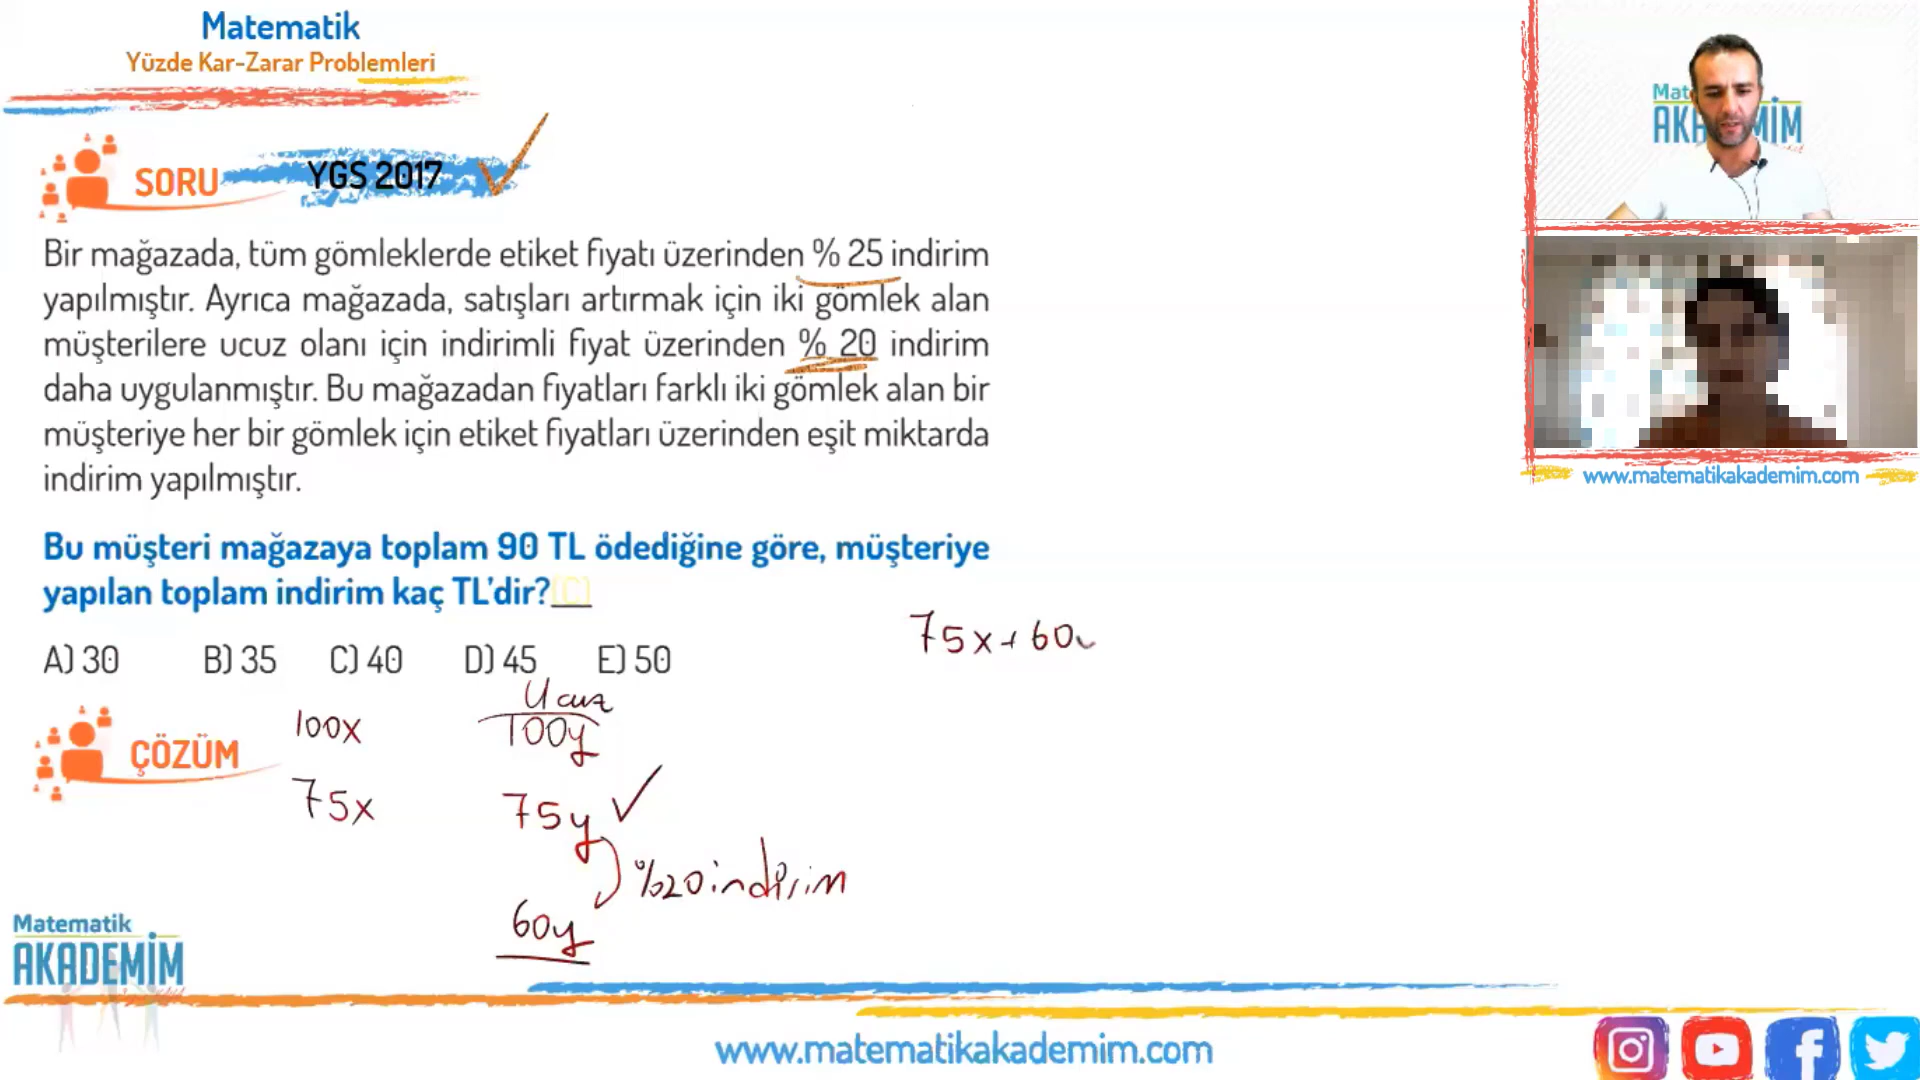 Matematik
Yüzde Kar-Zarar Problemleri
SORU
YGS 2017
Bir mağazada, tüm gömleklerde etiket fiyatı üzerinden % 25 indirim
yapılmıştır. Ayrıca mağazada, satışları artırmak için iki gömlek alan
müşterilere ucuz olanı için indirimli fiyat üzerinden % 20 indirim
daha uygulanmıştır. Bu mağazadan fiyatları farklı iki gömlek alan bir
müşteriye her bir gömlek için etiket fiyatları üzerinden eşit miktarda
indirim yapılmıştır.
Bu müşteri mağazaya toplam 90 TL ödediğine göre, müşteriye
yapılan toplam indirim kaç TL'dir? (C)
A) 30 B) 35 C) 40 D) 45 E) 50
75x+60
Ucuz
100x 100y
ÇÖZÜM
75x 75y
%20 indirim
60y
Matematik
AKADEMİM
www.matematikakademim.com
www.matematikakademim.com